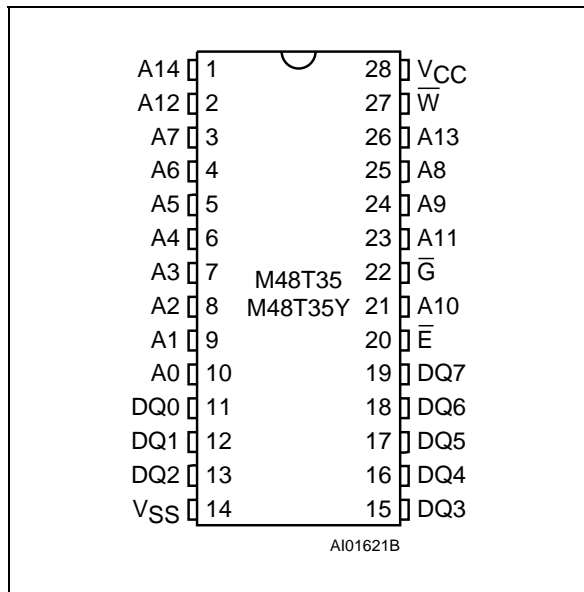 A14 1 28 VCC
A12 2 27 W̅
A7 3 26 A13
A6 4 25 A8
A5 5 24 A9
A4 6 23 A11
A3 7 22 G̅
M48T35
A2 8 21 A10
M48T35Y
A1 9 20 E̅
A0 10 19 DQ7
DQ0 11 18 DQ6
DQ1 12 17 DQ5
DQ2 13 16 DQ4
VSS 14 15 DQ3
AI01621B